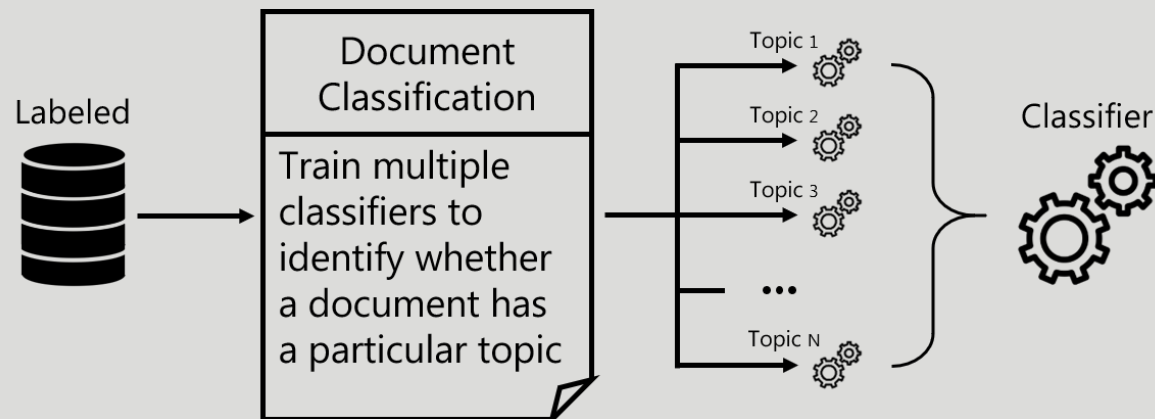 Labeled
Document
Classification
Train multiple
classifiers to
identify whether
a document has
a particular topic
Topic 1
Topic 2
Topic 3
...
Topic N
Classifier